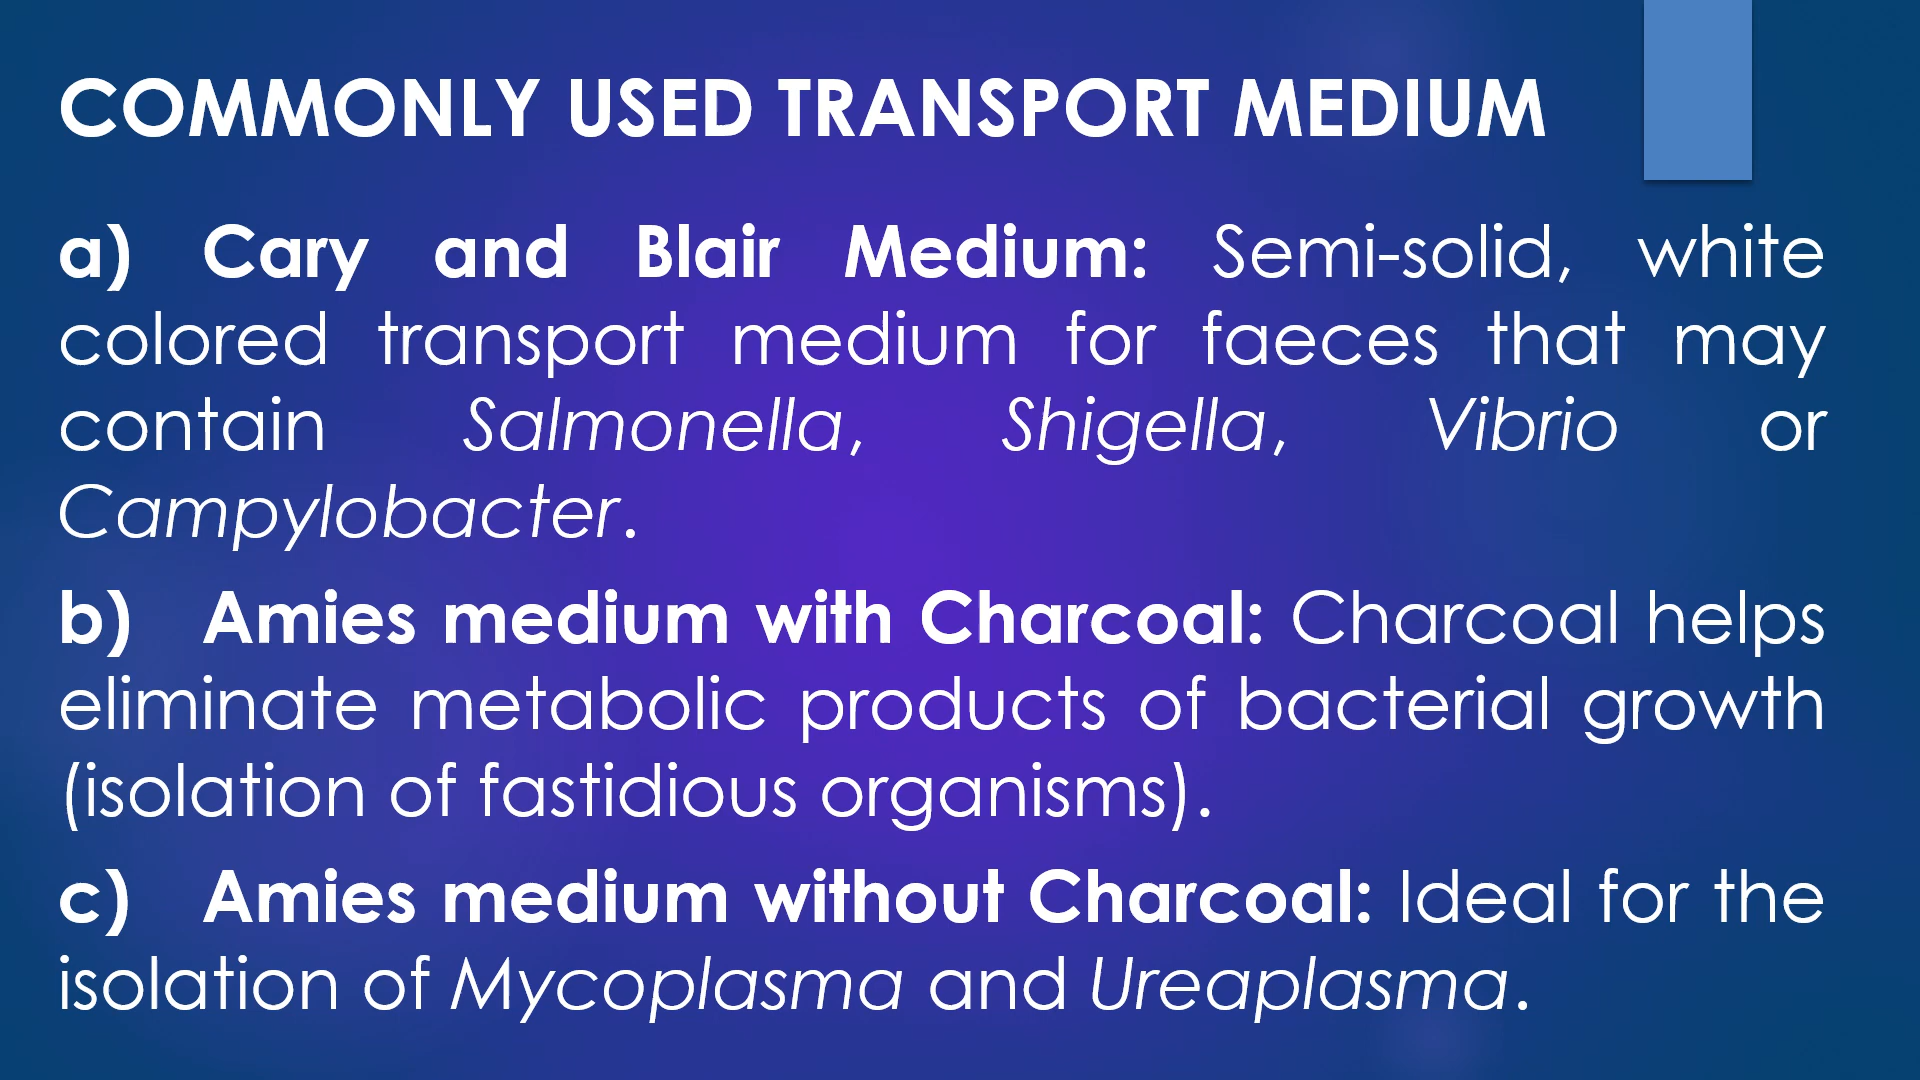 COMMONLY USED TRANSPORT MEDIUM
a) Cary and Blair Medium: Semi-solid, white
colored transport medium for faeces that may
contain Salmonella, Shigella, Vibrio or
Campylobacter.
b) Amies medium with Charcoal: Charcoal helps
eliminate metabolic products of bacterial growth
(isolation of fastidious organisms).
c) Amies medium without Charcoal: Ideal for the
isolation of Mycoplasma and Ureaplasma.